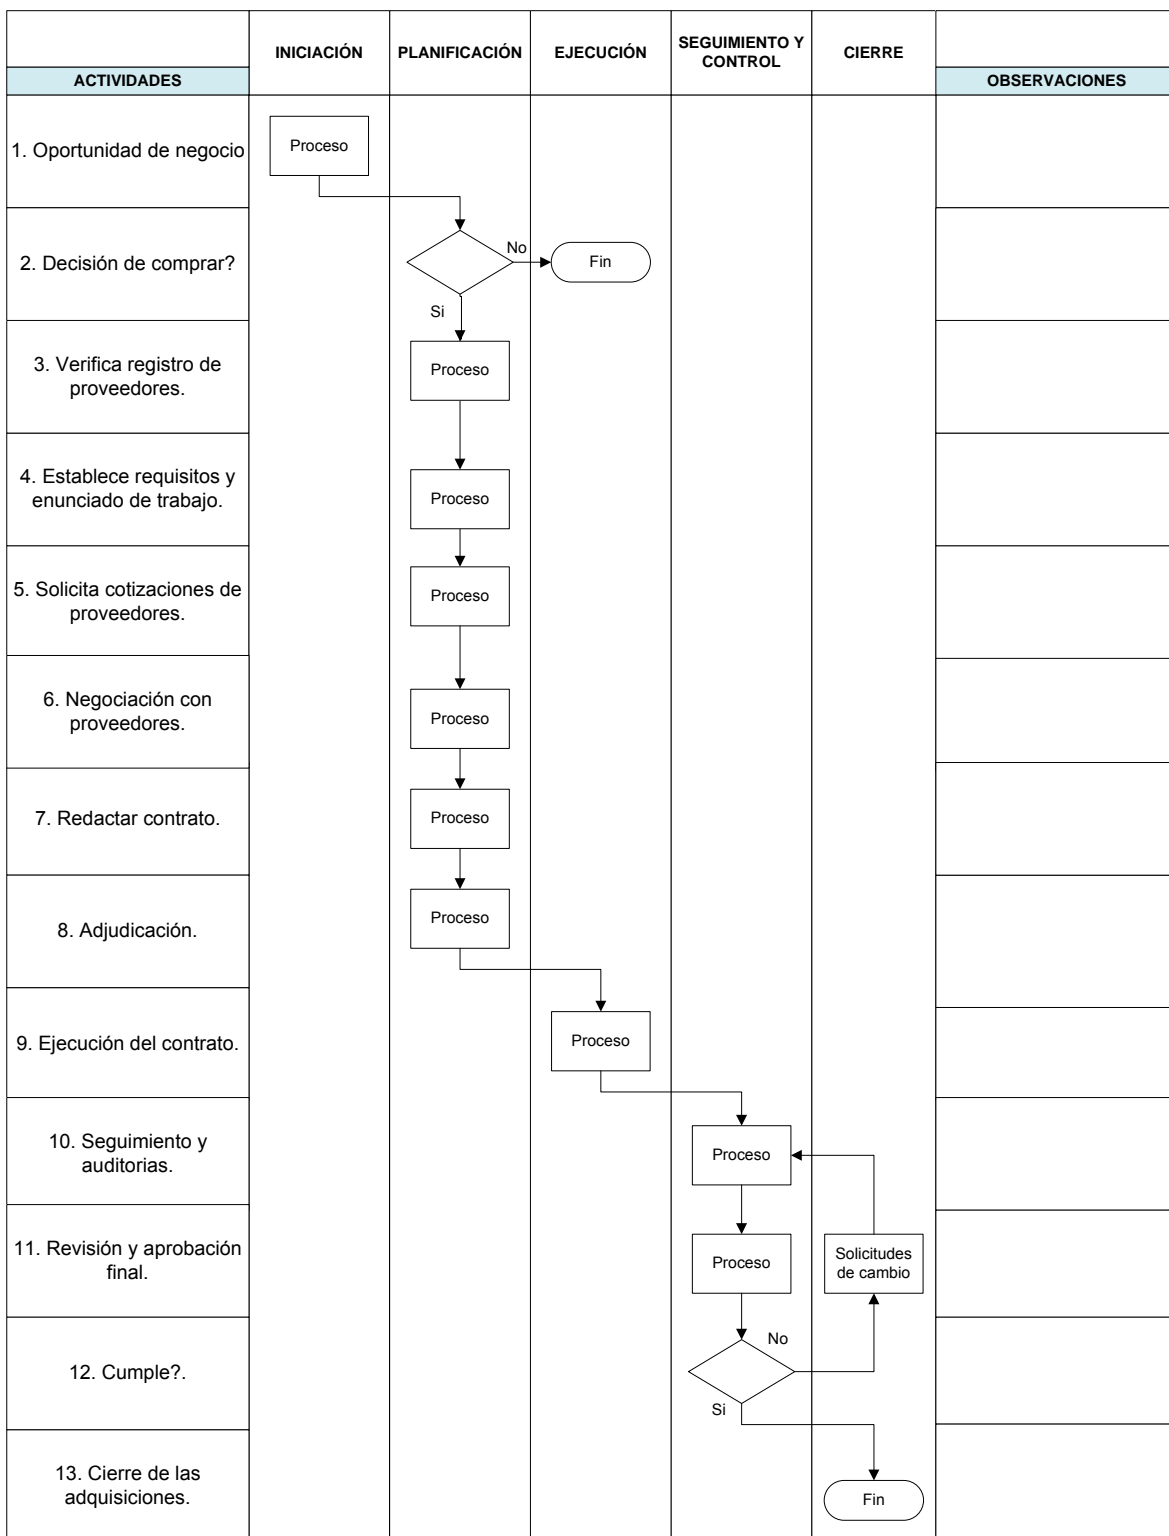 INICIACIÓN
PLANIFICACIÓN
EJECUCIÓN
SEGUIMIENTO Y
CONTROL
CIERRE
ACTIVIDADES
OBSERVACIONES
1. Oportunidad de negocio
Proceso
2. Decisión de comprar?
No
Fin
Si
3. Verifica registro de
proveedores.
Proceso
4. Establece requisitos y
enunciado de trabajo.
Proceso
5. Solicita cotizaciones de
proveedores.
Proceso
6. Negociación con
proveedores.
Proceso
7. Redactar contrato.
Proceso
8. Adjudicación.
Proceso
9. Ejecución del contrato.
Proceso
10. Seguimiento y
auditorias.
Proceso
11. Revisión y aprobación
final.
Proceso
Solicitudes
de cambio
12. Cumple?.
No
Si
13. Cierre de las
adquisiciones.
Fin